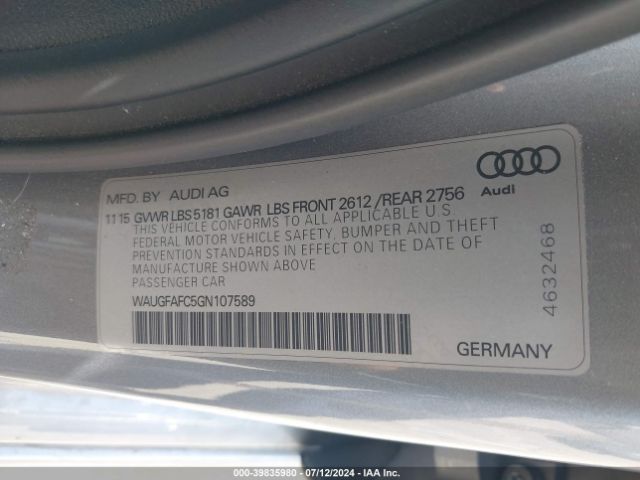 MFD. BY AUDI AG
Audi
11 15 GVWR LBS 5181 GAWR LBS FRONT 2612 / REAR 2756
THIS VEHICLE CONFORMS TO ALL APPLICABLE U.S.
FEDERAL MOTOR VEHICLE SAFETY, BUMPER AND THEFT
PREVENTION STANDARDS IN EFFECT ON THE DATE OF
MANUFACTURE SHOWN ABOVE
PASSENGER CAR
WAUGFAFC5GN107589
4632468
GERMANY
000-39835980 - 07/12/2024 - IAA Inc.